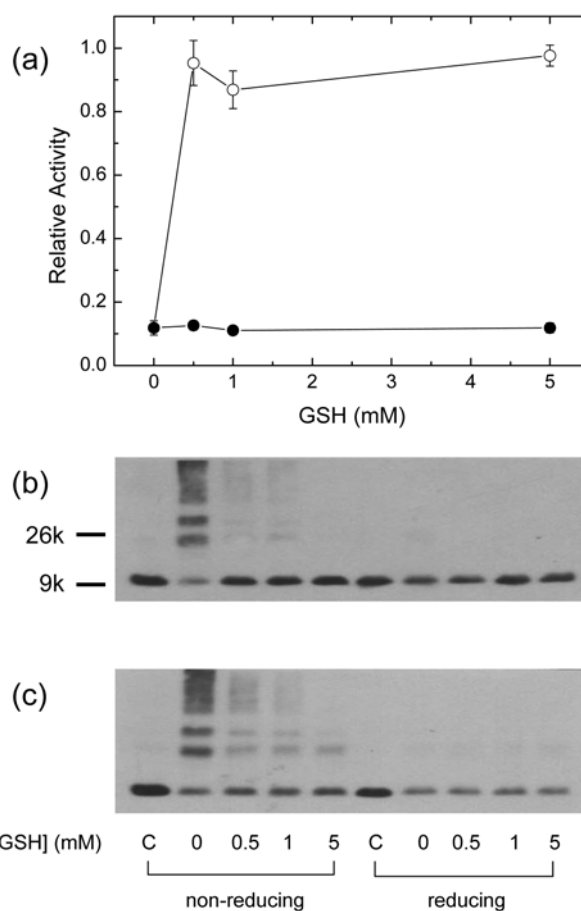 (a)
1.0
0.8
0.6
0.4
0.2
0.0
Relative Activity
0 1 2 3 4 5
GSH (mM)
(b)
26k
9k
(c)
GSH] (mM) C 0 0.5 1 5 C 0 0.5 1 5
non-reducing reducing